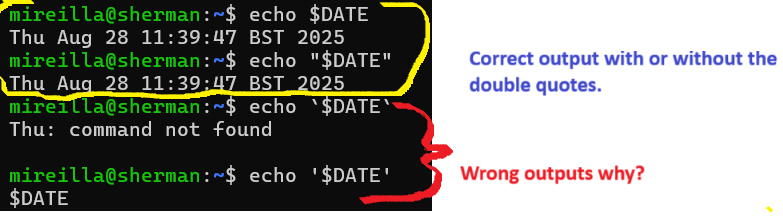 mireilla@sherman:~$ echo $DATE
Thu Aug 28 11:39:47 BST 2025
mireilla@sherman:~$ echo "$DATE"
Thu Aug 28 11:39:47 BST 2025
mireilla@sherman:~$ echo `$DATE`
Thu: command not found

mireilla@sherman:~$ echo '$DATE'
$DATE
Correct output with or without the
double quotes.
Wrong outputs why?